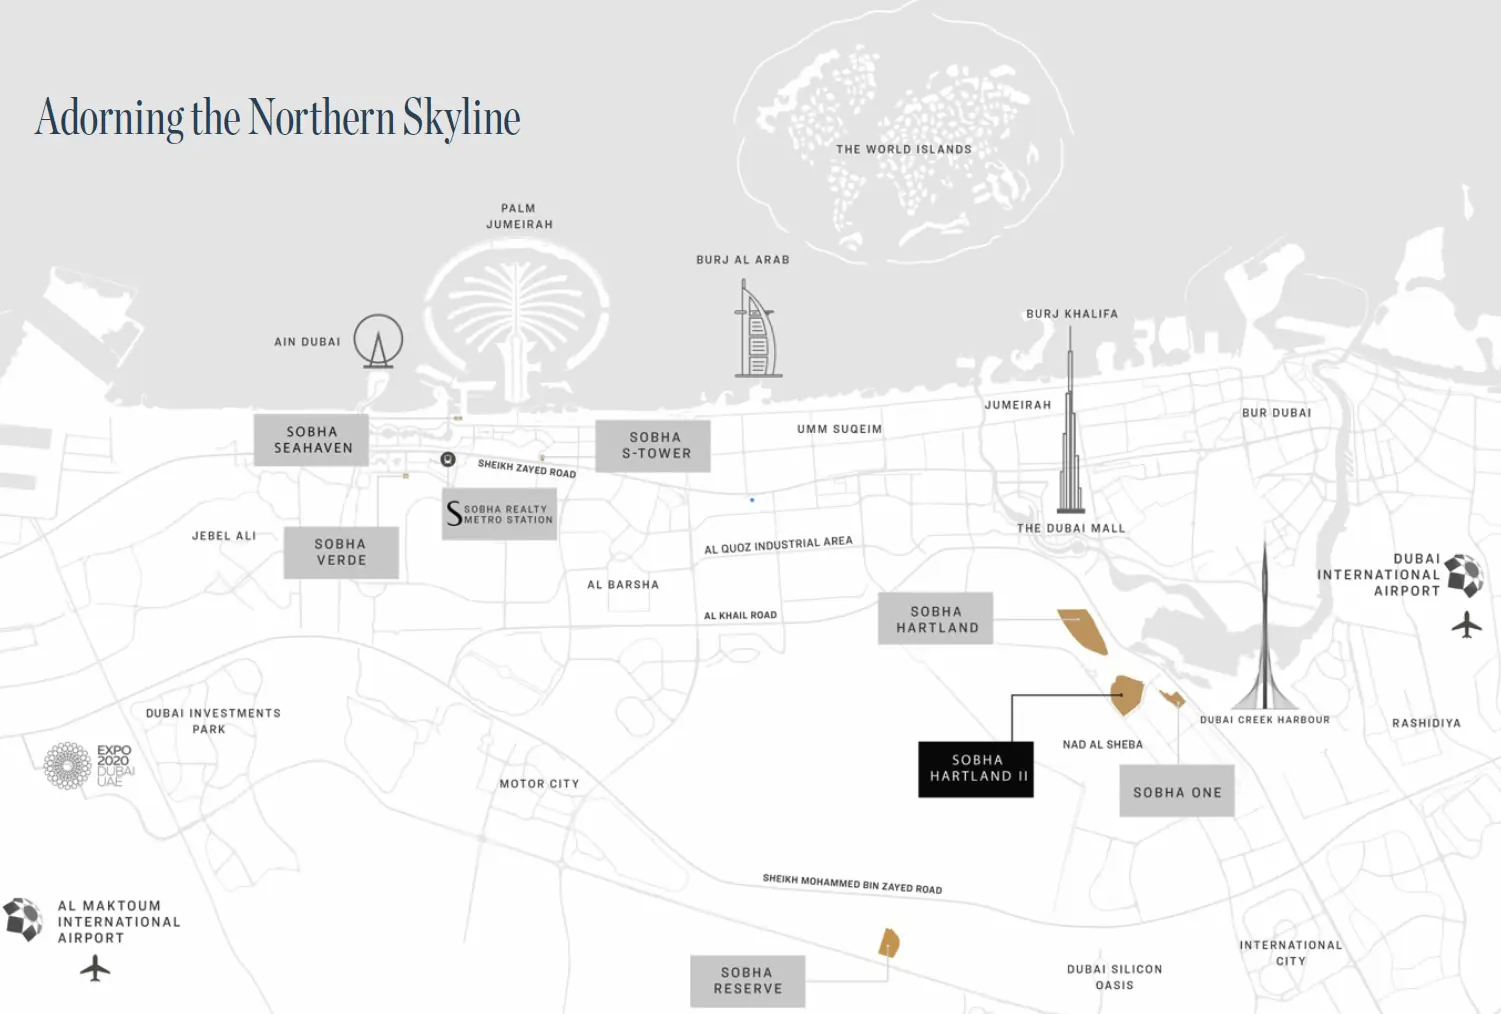 Adorning the Northern Skyline
THE WORLD ISLANDS
PALM
JUMEIRAH
BURJ AL ARAB
BURJ KHALIFA
AIN DUBAI
JUMEIRAH
BUR DUBAI
UMM SUQEIM
SOBHA
SEAHAVEN
SOBHA
S-TOWER
SHEIKH ZAYED ROAD
S SOBHA REALTY
METRO STATION
JEBEL ALI
SOBHA
VERDE
THE DUBAI MALL
AL QUOZ INDUSTRIAL AREA
DUBAI
INTERNATIONAL
AIRPORT
AL BARSHA
AL KHAIL ROAD
SOBHA
HARTLAND
DUBAI INVESTMENTS
PARK
DUBAI CREEK HARBOUR
RASHIDIYA
EXPO
2020
DUBAI
UAE
NAD AL SHEBA
SOBHA
HARTLAND II
SOBHA ONE
MOTOR CITY
SHEIKH MOHAMMED BIN ZAYED ROAD
AL MAKTOUM
INTERNATIONAL
AIRPORT
INTERNATIONAL
CITY
SOBHA
RESERVE
DUBAI SILICON
OASIS